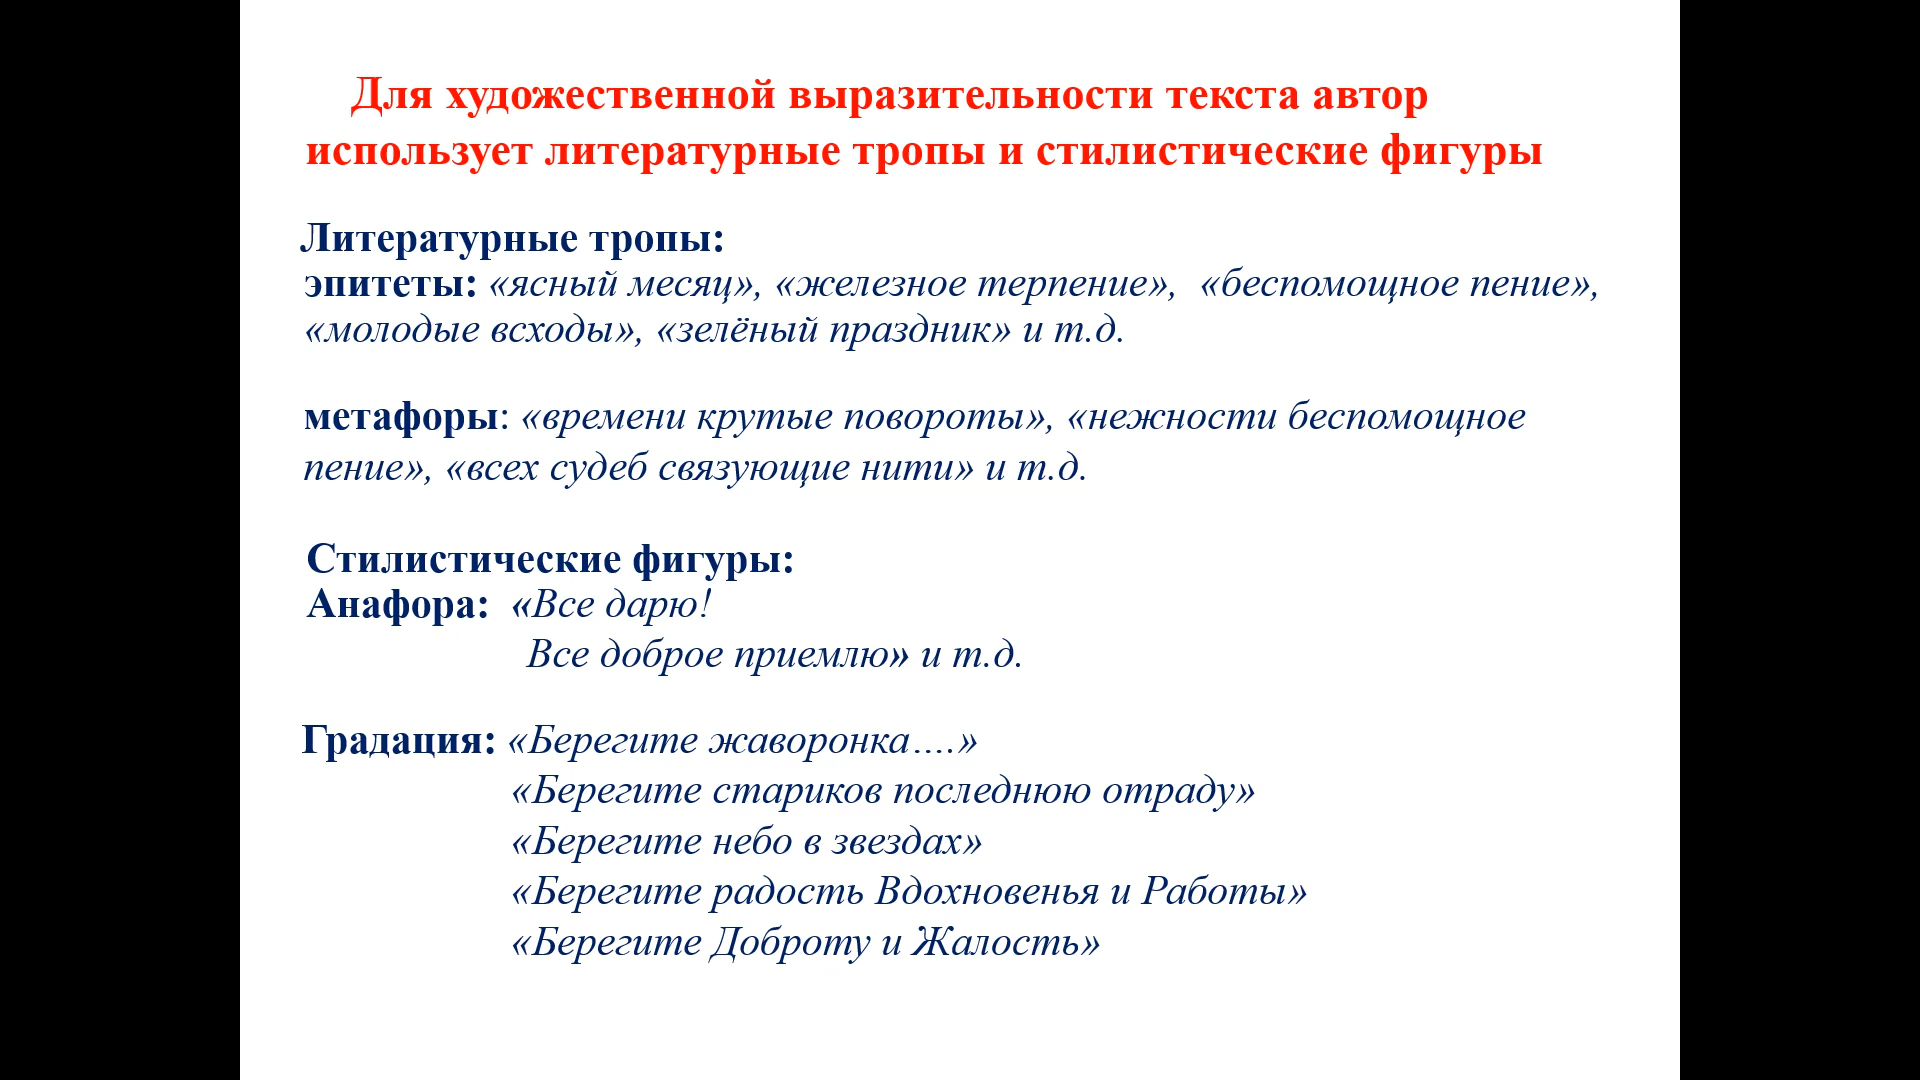 Для художественной выразительности текста автор
использует литературные тропы и стилистические фигуры
Литературные тропы:
эпитеты: «ясный месяц», «железное терпение», «беспомощное пение»,
«молодые всходы», «зелёный праздник» и т.д.
метафоры: «времени крутые повороты», «нежности беспомощное
пение», «всех судеб связующие нити» и т.д.
Стилистические фигуры:
Анафора: «Все дарю!
Все доброе приемлю» и т.д.
Градация: «Берегите жаворонка….»
«Берегите стариков последнюю отраду»
«Берегите небо в звездах»
«Берегите радость Вдохновенья и Работы»
«Берегите Доброту и Жалость»